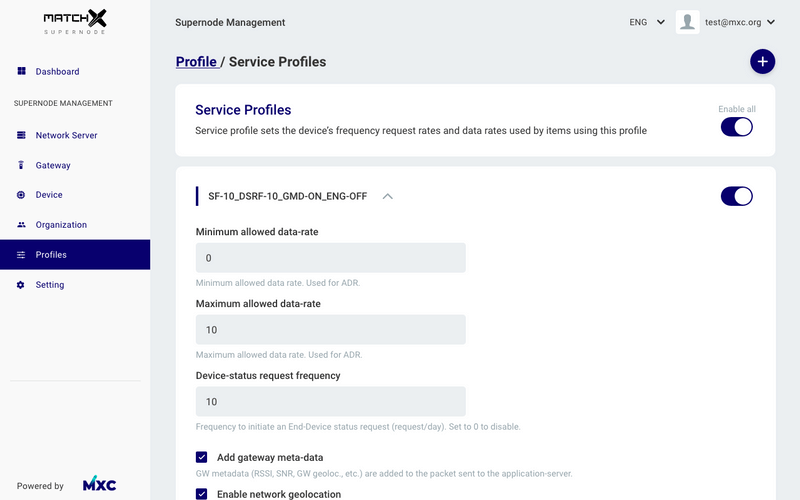 MATCHX
SUPERNODE
Supernode Management
ENG
test@mxc.org
Dashboard
SUPERNODE MANAGEMENT
Network Server
Gateway
Device
Organization
Profiles
Setting
Powered by
MXC
Profile / Service Profiles
+
Service Profiles
Enable all
Service profile sets the device's frequency request rates and data rates used by items using this profile
SF-10_DSRF-10_GMD-ON_ENG-OFF
Minimum allowed data-rate
0
Minimum allowed data rate. Used for ADR.
Maximum allowed data-rate
10
Maximum allowed data rate. Used for ADR.
Device-status request frequency
10
Frequency to initiate an End-Device status request (request/day). Set to 0 to disable.
Add gateway meta-data
GW metadata (RSSI, SNR, GW geoloc., etc.) are added to the packet sent to the application-server.
Enable network geolocation